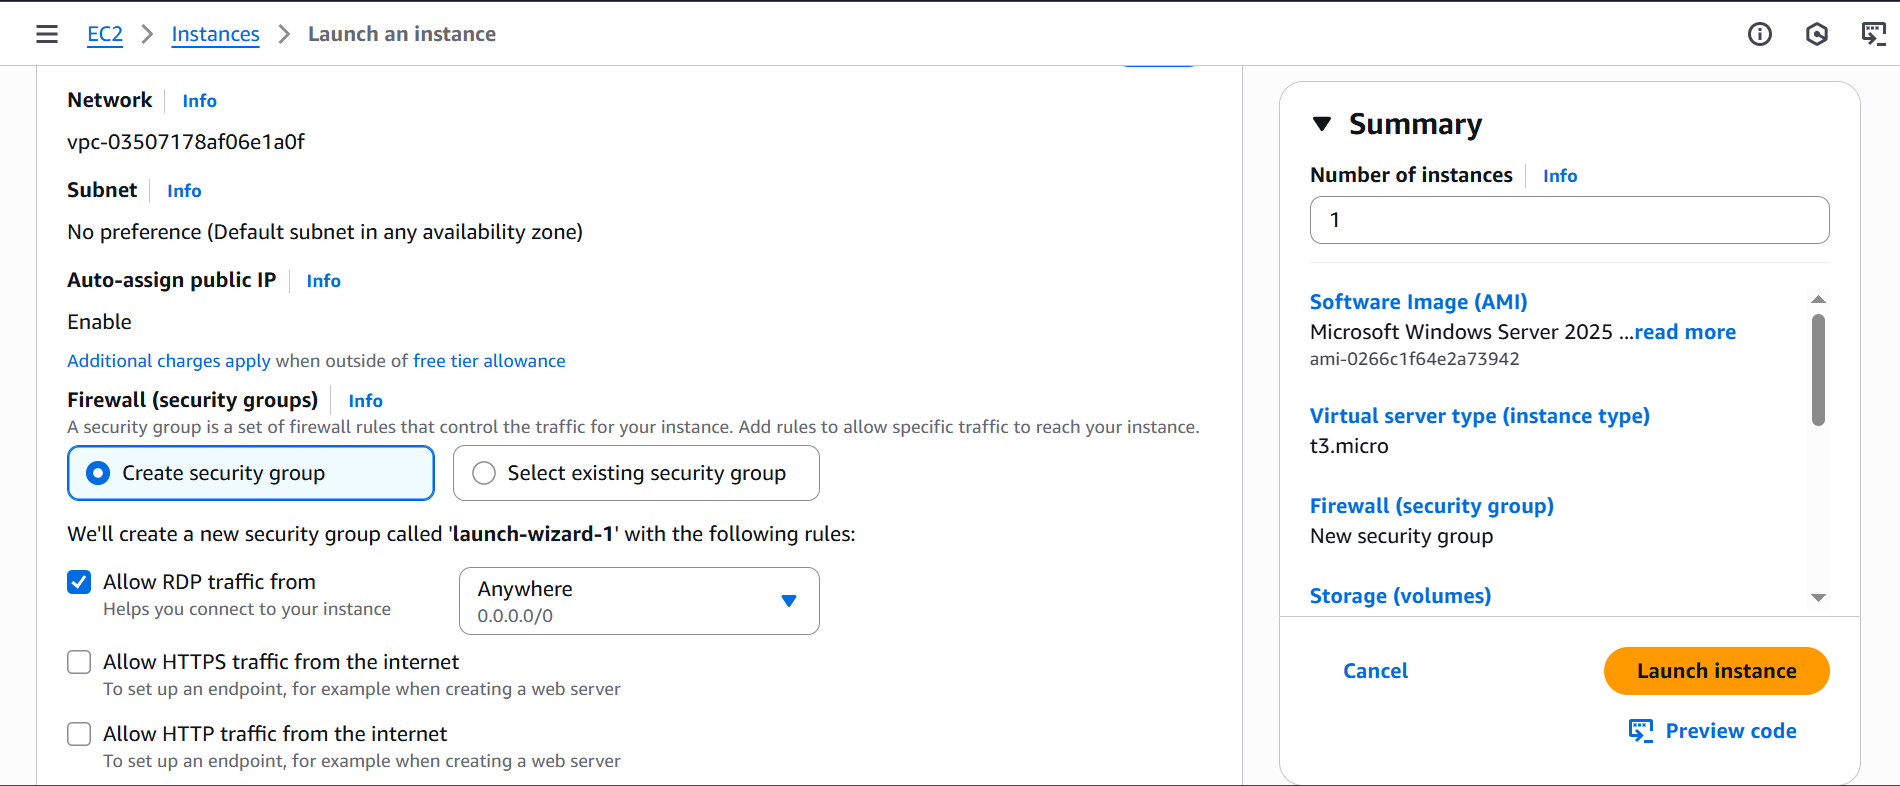 EC2 > Instances > Launch an instance
Network | Info
vpc-03507178af06e1a0f
Subnet | Info
No preference (Default subnet in any availability zone)
Auto-assign public IP | Info
Enable
Additional charges apply when outside of free tier allowance
Firewall (security groups) | Info
A security group is a set of firewall rules that control the traffic for your instance. Add rules to allow specific traffic to reach your instance.
Create security group
Select existing security group
We'll create a new security group called 'launch-wizard-1' with the following rules:
Allow RDP traffic from
Helps you connect to your instance
Anywhere
0.0.0.0/0
Allow HTTPS traffic from the internet
To set up an endpoint, for example when creating a web server
Allow HTTP traffic from the internet
To set up an endpoint, for example when creating a web server
Summary
Number of instances | Info
1
Software Image (AMI)
Microsoft Windows Server 2025 ...read more
ami-0266c1f64e2a73942
Virtual server type (instance type)
t3.micro
Firewall (security group)
New security group
Storage (volumes)
Cancel
Launch instance
Preview code